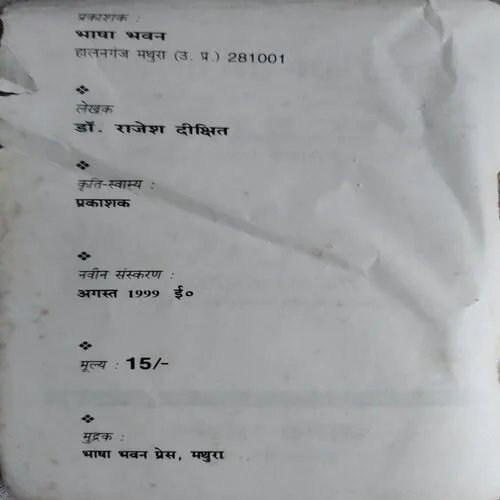 प्रकाशक :
भाषा भवन
हालनगंज मथुरा (उ. प्र.) 281001
❖
लेखक
डॉ. राजेश दीक्षित
❖
कृति-स्वाम्य :
प्रकाशक
❖
नवीन संस्करण :
अगस्त 1999 ई०
❖
मूल्य : 15/-
❖
मुद्रक :
भाषा भवन प्रेस, मथुरा